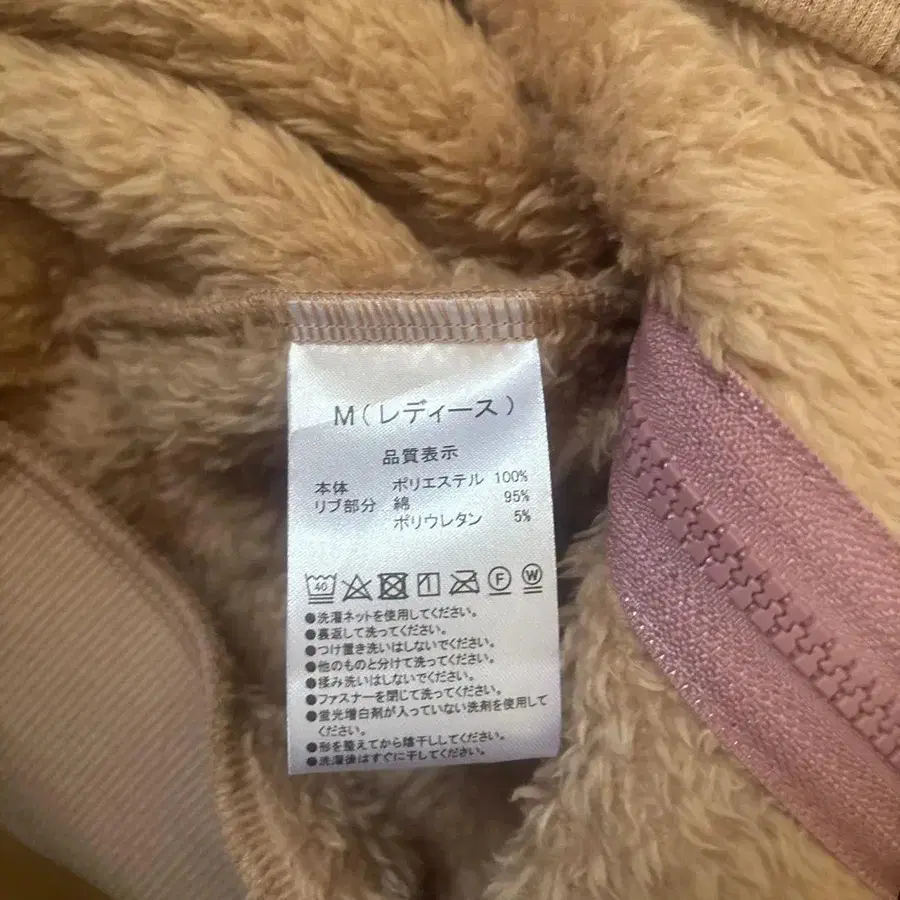 M(レディース)
品質表示
本体 ポリエステル 100%
リブ部分 綿 95%
ポリウレタン 5%
40 F W
●洗濯ネットを使用してください。
●裏返して洗ってください。
●つけ置き洗いはしないでください。
●他のものと分けて洗ってください。
●揉み洗いはしないでください。
●ファスナーを閉じて洗ってください。
●蛍光増白剤が入っていない洗剤を使用して
ください。
●形を整えてから陰干ししてください。
●洗濯後はすぐに干してください。